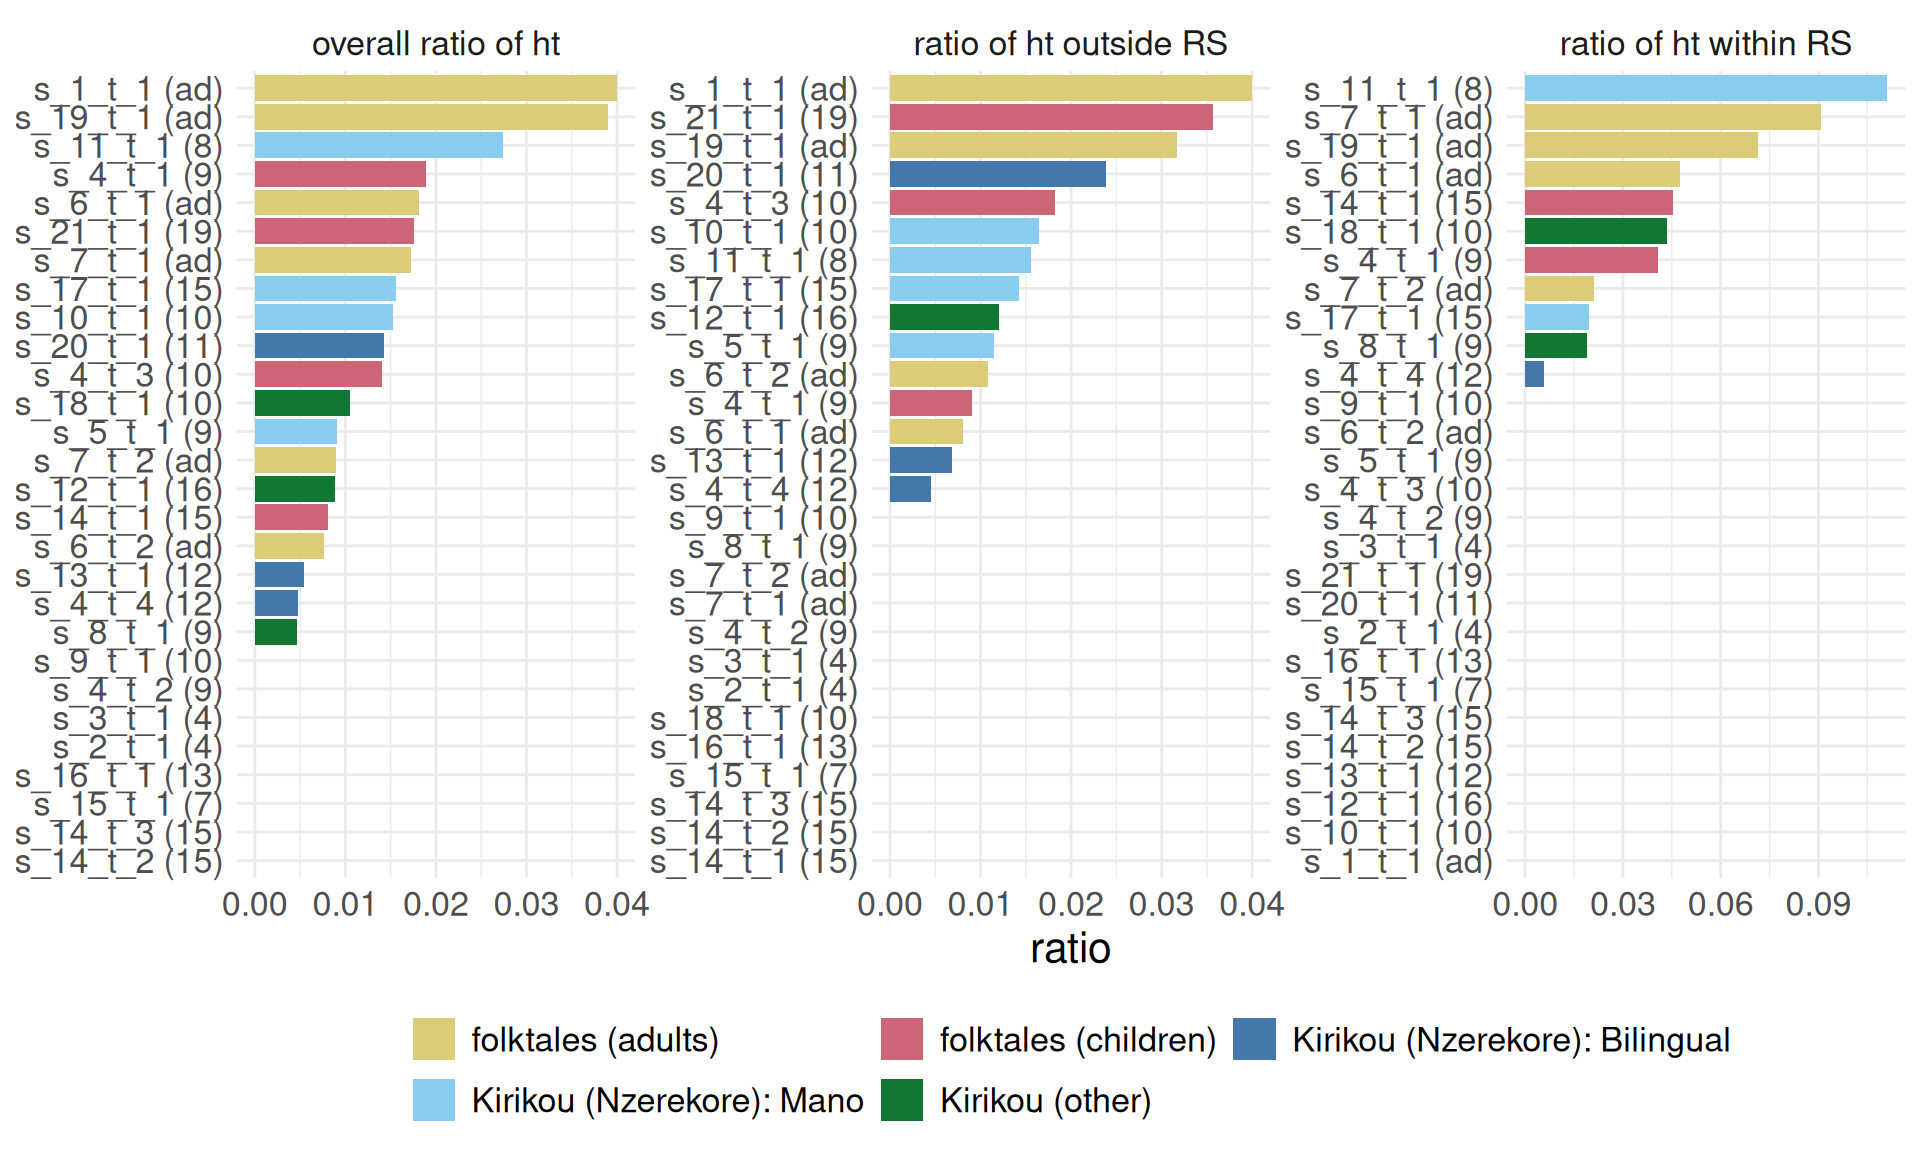 overall ratio of ht
s_1_t_1 (ad)
s_19_t_1 (ad)
s_11_t_1 (8)
s_4_t_1 (9)
s_6_t_1 (ad)
s_21_t_1 (19)
s_7_t_1 (ad)
s_17_t_1 (15)
s_10_t_1 (10)
s_20_t_1 (11)
s_4_t_3 (10)
s_18_t_1 (10)
s_5_t_1 (9)
s_7_t_2 (ad)
s_12_t_1 (16)
s_14_t_1 (15)
s_6_t_2 (ad)
s_13_t_1 (12)
s_4_t_4 (12)
s_8_t_1 (9)
s_9_t_1 (10)
s_4_t_2 (9)
s_3_t_1 (4)
s_2_t_1 (4)
s_16_t_1 (13)
s_15_t_1 (7)
s_14_t_3 (15)
s_14_t_2 (15)
0.00 0.01 0.02 0.03 0.04
ratio of ht outside RS
s_1_t_1 (ad)
s_21_t_1 (19)
s_19_t_1 (ad)
s_20_t_1 (11)
s_4_t_3 (10)
s_10_t_1 (10)
s_11_t_1 (8)
s_17_t_1 (15)
s_12_t_1 (16)
s_5_t_1 (9)
s_6_t_2 (ad)
s_4_t_1 (9)
s_6_t_1 (ad)
s_13_t_1 (12)
s_4_t_4 (12)
s_9_t_1 (10)
s_8_t_1 (9)
s_7_t_2 (ad)
s_7_t_1 (ad)
s_4_t_2 (9)
s_3_t_1 (4)
s_2_t_1 (4)
s_18_t_1 (10)
s_16_t_1 (13)
s_15_t_1 (7)
s_14_t_3 (15)
s_14_t_2 (15)
s_14_t_1 (15)
0.00 0.01 0.02 0.03 0.04
ratio of ht within RS
s_11_t_1 (8)
s_7_t_1 (ad)
s_19_t_1 (ad)
s_6_t_1 (ad)
s_14_t_1 (15)
s_18_t_1 (10)
s_4_t_1 (9)
s_7_t_2 (ad)
s_17_t_1 (15)
s_8_t_1 (9)
s_4_t_4 (12)
s_9_t_1 (10)
s_6_t_2 (ad)
s_5_t_1 (9)
s_4_t_3 (10)
s_4_t_2 (9)
s_3_t_1 (4)
s_21_t_1 (19)
s_20_t_1 (11)
s_2_t_1 (4)
s_16_t_1 (13)
s_15_t_1 (7)
s_14_t_3 (15)
s_14_t_2 (15)
s_13_t_1 (12)
s_12_t_1 (16)
s_10_t_1 (10)
s_1_t_1 (ad)
0.00 0.03 0.06 0.09
ratio
folktales (adults)
folktales (children)
Kirikou (Nzerekore): Bilingual
Kirikou (Nzerekore): Mano
Kirikou (other)